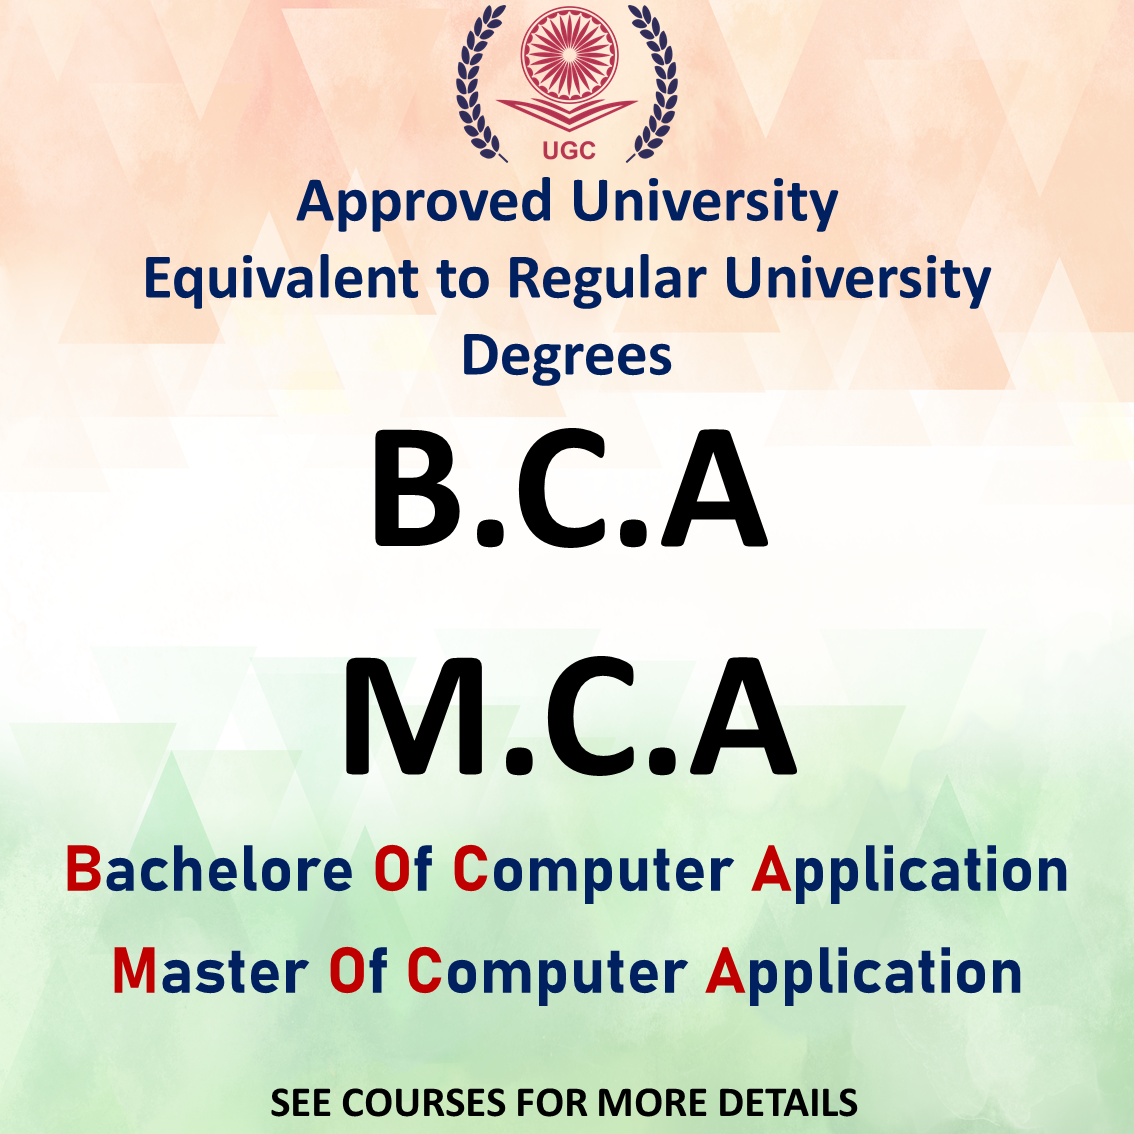 UGC
Approved University
Equivalent to Regular University
Degrees
B.C.A
M.C.A
Bachelore Of Computer Application
Master Of Computer Application
SEE COURSES FOR MORE DETAILS